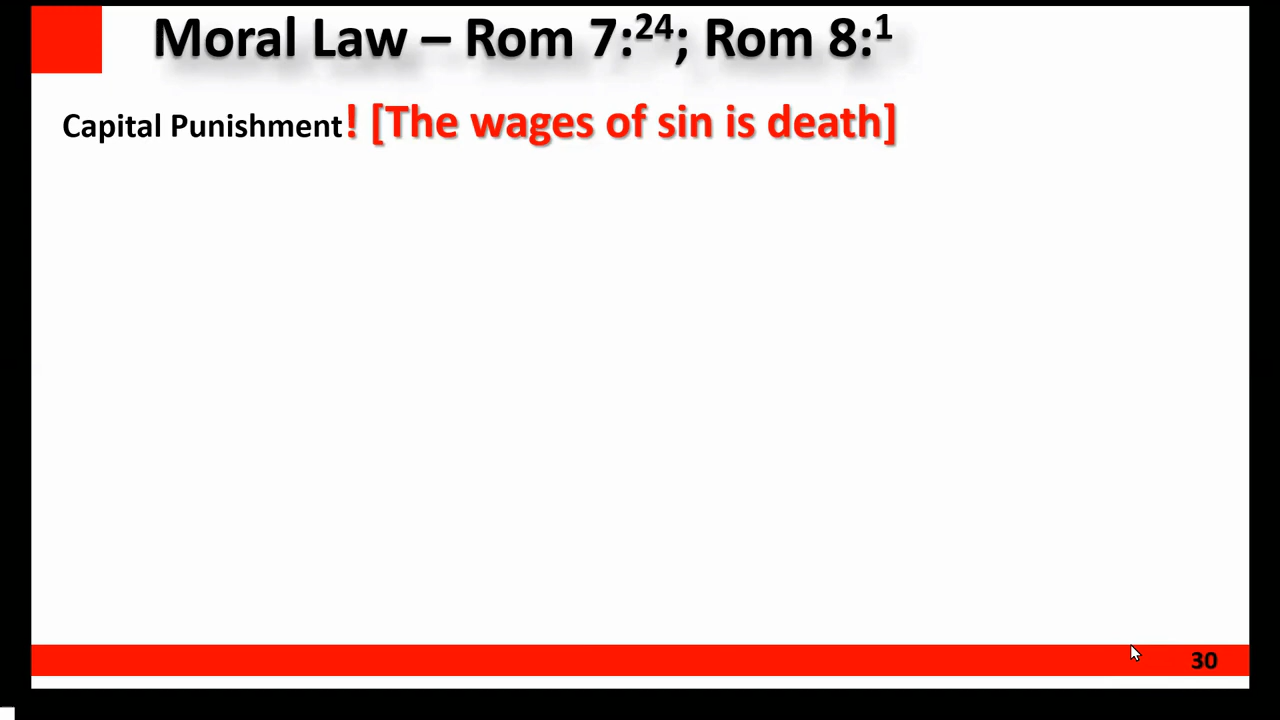 Moral Law – Rom 7:24; Rom 8:1
Capital Punishment! [The wages of sin is death]
30